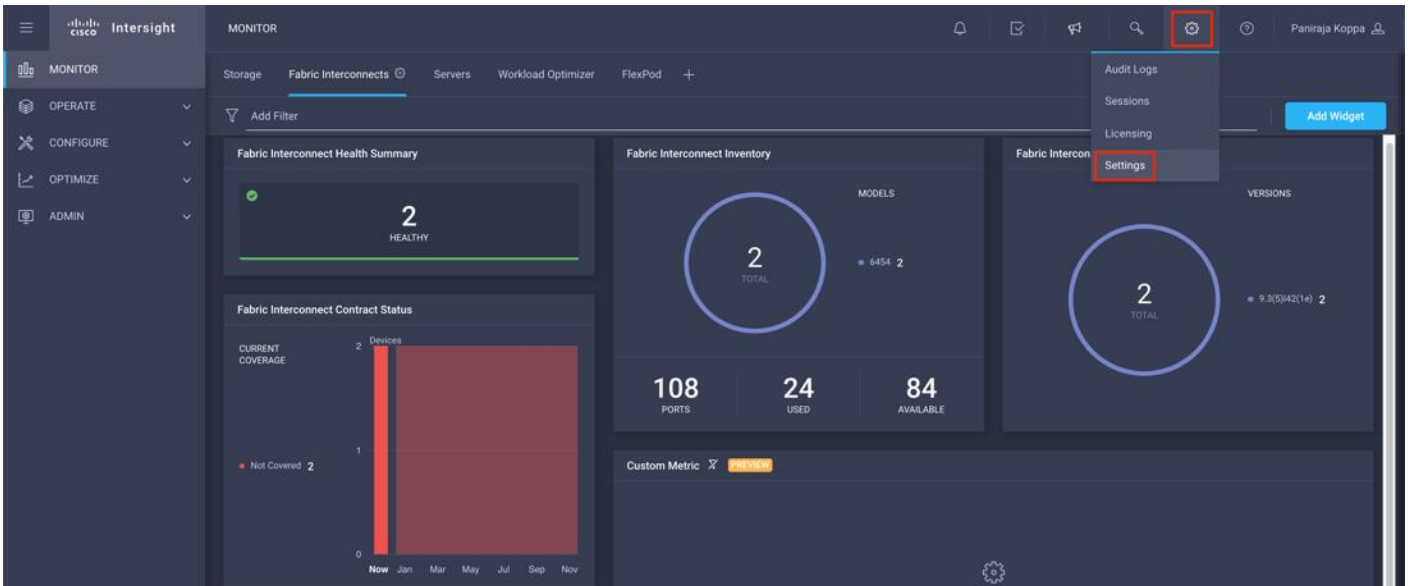 CISCO Intersight
MONITOR
Paniraja Koppa
MONITOR
OPERATE
CONFIGURE
OPTIMIZE
ADMIN
Storage Fabric Interconnects Servers Workload Optimizer FlexPod +
Add Filter
Add Widget
Audit Logs
Sessions
Licensing
Settings
Fabric Interconnect Health Summary
2
HEALTHY
Fabric Interconnect Contract Status
CURRENT
COVERAGE
Not Covered 2
Devices
2
1
0
Now Jan Mar May Jul Sep Nov
Fabric Interconnect Inventory
2
TOTAL
MODELS
6454 2
108 24 84
PORTS USED AVAILABLE
Fabric Intercon
2
TOTAL
VERSIONS
9.3(5)I42(1e) 2
Custom Metric PREVIEW